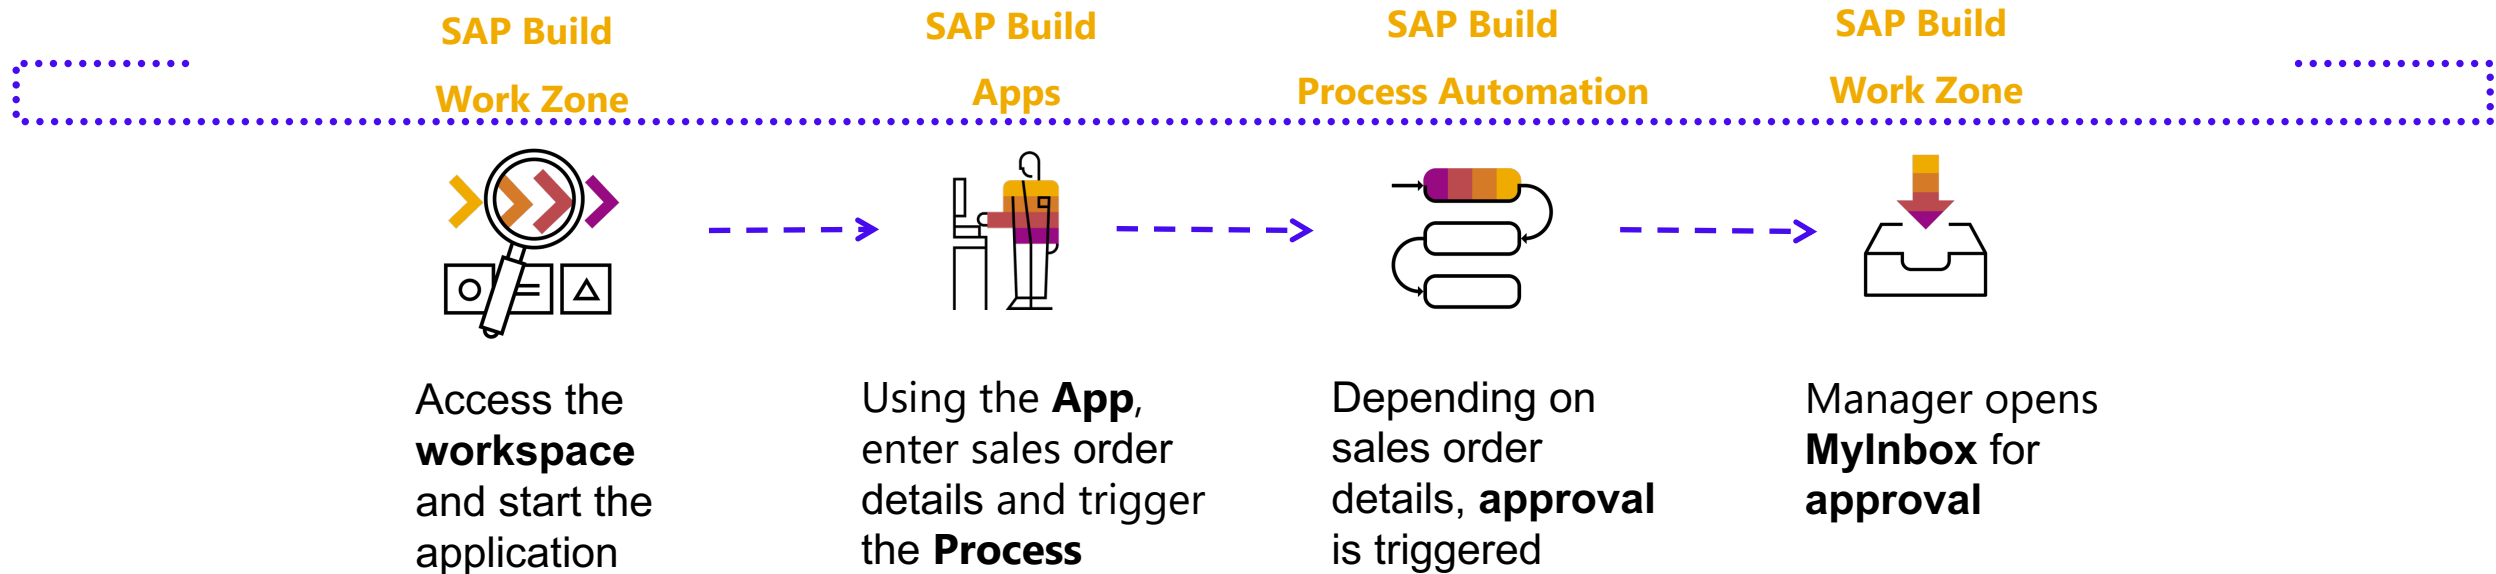 SAP Build
Work Zone
SAP Build
Apps
SAP Build
Process Automation
SAP Build
Work Zone
Access the
workspace
and start the
application
Using the App,
enter sales order
details and trigger
the Process
Depending on
sales order
details, approval
is triggered
Manager opens
MyInbox for
approval